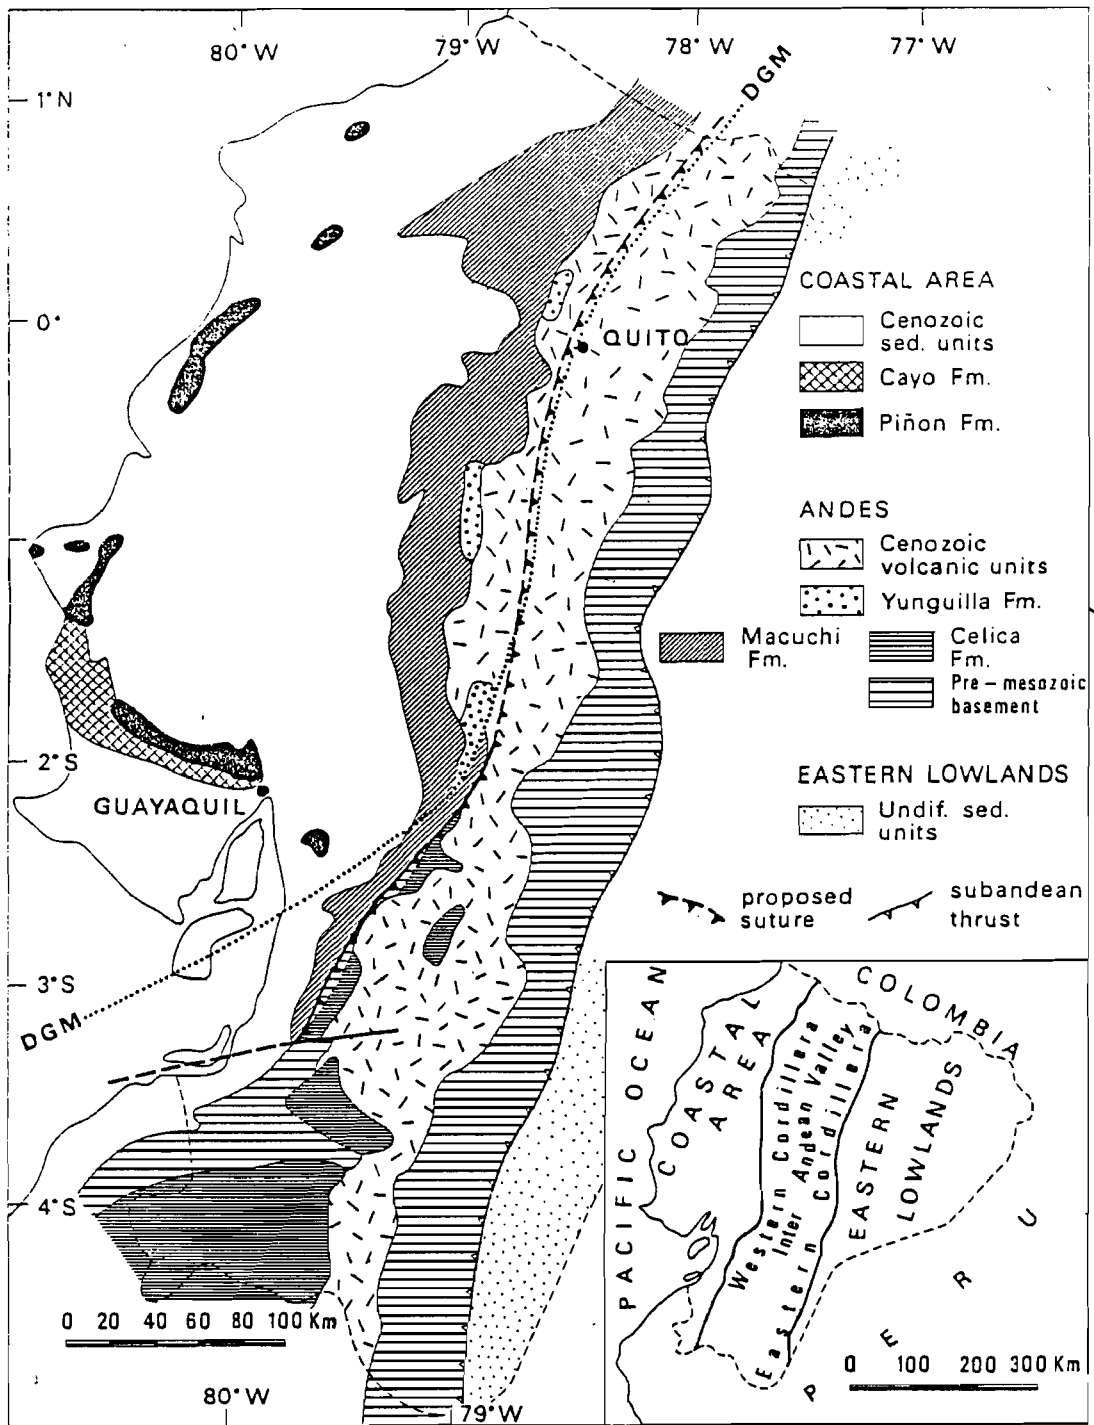 80°W 79°W 78°W 77°W
DGM
1°N
COASTAL AREA
0°
QUITO
Cenozoic
sed. units
Cayo Fm.
Piñon Fm.
ANDES
Cenozoic
volcanic units
Yunguilla Fm.
Macuchi
Fm.
Celica
Fm.
Pre-mesozoic
basement
2°S
EASTERN LOWLANDS
GUAYAQUIL
Undif. sed.
units
proposed
suture
subandean
thrust
3°S
DGM
4°S
0 20 40 60 80 100 Km
80°W
79°W
PACIFIC OCEAN
COASTAL
AREA
COLOMBIA
Western Cordillera
Inter Andean Valley
Eastern Cordillera
EASTERN
LOWLANDS
PERU
0 100 200 300 Km